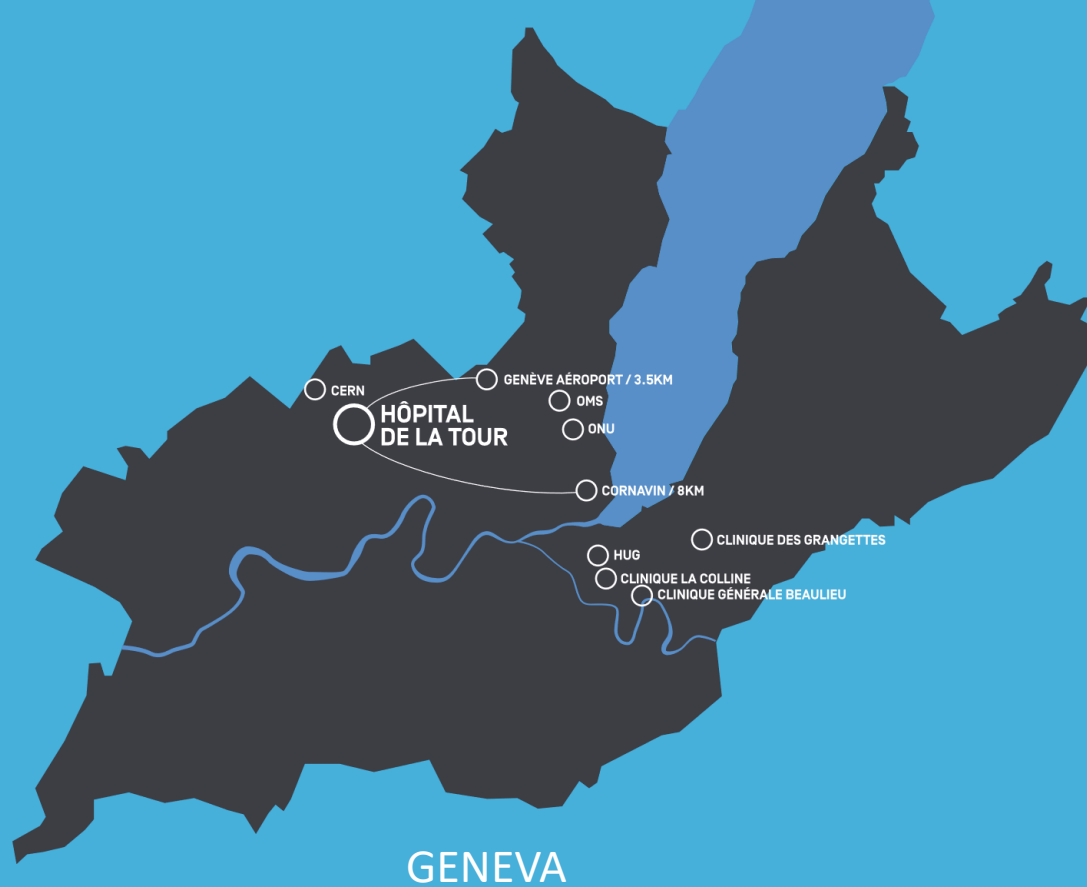 GENÈVE AÉROPORT / 3.5KM
CERN
OMS
HÔPITAL
DE LA TOUR
ONU
CORNAVIN / 8KM
CLINIQUE DES GRANGETTES
HUG
CLINIQUE LA COLLINE
CLINIQUE GÉNÉRALE BEAULIEU
GENEVA